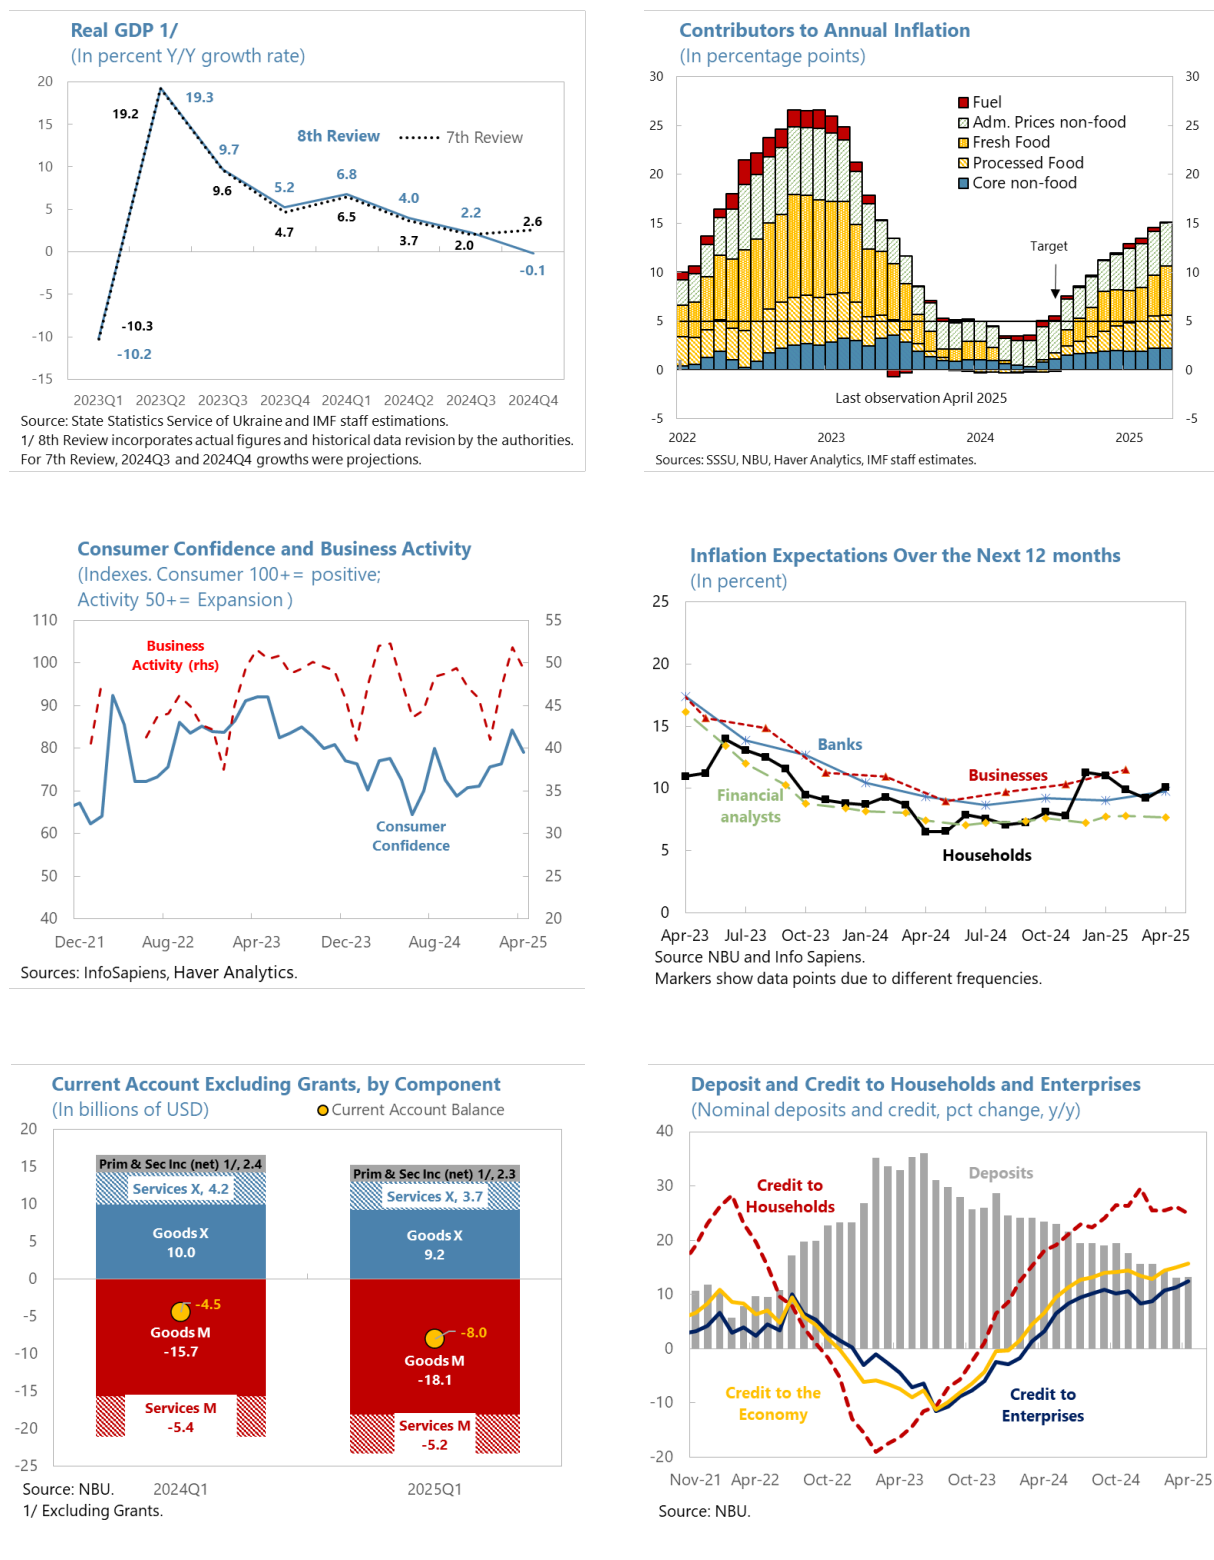 Real GDP 1/
(In percent Y/Y growth rate)
20
15
10
5
0
-5
-10
-15
19.2
19.3
9.7
9.6
5.2
4.7
6.8
6.5
4.0
3.7
2.2
2.0
2.6
-0.1
-10.3
-10.2
8th Review
7th Review
2023Q1 2023Q2 2023Q3 2023Q4 2024Q1 2024Q2 2024Q3 2024Q4
Source: State Statistics Service of Ukraine and IMF staff estimations.
1/ 8th Review incorporates actual figures and historical data revision by the authorities.
For 7th Review, 2024Q3 and 2024Q4 growths were projections.
Contributors to Annual Inflation
(In percentage points)
30 30
25 25
20 20
15 15
10 10
5 5
0 0
-5 -5
Fuel
Adm. Prices non-food
Fresh Food
Processed Food
Core non-food
Target
Last observation April 2025
2022 2023 2024 2025
Sources: SSSU, NBU, Haver Analytics, IMF staff estimates.
Consumer Confidence and Business Activity
(Indexes. Consumer 100+= positive;
Activity 50+= Expansion )
110 55
100 50
90 45
80 40
70 35
60 30
50 25
40 20
Business
Activity (rhs)
Consumer
Confidence
Dec-21 Aug-22 Apr-23 Dec-23 Aug-24 Apr-25
Sources: InfoSapiens, Haver Analytics.
Inflation Expectations Over the Next 12 months
(In percent)
25
20
15
10
5
0
Banks
Businesses
Financial
analysts
Households
Apr-23 Jul-23 Oct-23 Jan-24 Apr-24 Jul-24 Oct-24 Jan-25 Apr-25
Source NBU and Info Sapiens.
Markers show data points due to different frequencies.
Current Account Excluding Grants, by Component
(In billions of USD)
Current Account Balance
20
15
10
5
0
-5
-10
-15
-20
-25
Prim & Sec Inc (net) 1/, 2.4
Services X, 4.2
Goods X
10.0
-4.5
Goods M
-15.7
Services M
-5.4
Prim & Sec Inc (net) 1/, 2.3
Services X, 3.7
Goods X
9.2
-8.0
Goods M
-18.1
Services M
-5.2
2024Q1 2025Q1
Source: NBU.
1/ Excluding Grants.
Deposit and Credit to Households and Enterprises
(Nominal deposits and credit, pct change, y/y)
40
30
20
10
0
-10
-20
Deposits
Credit to
Households
Credit to the
Economy
Credit to
Enterprises
Nov-21 Apr-22 Oct-22 Apr-23 Oct-23 Apr-24 Oct-24 Apr-25
Source: NBU.